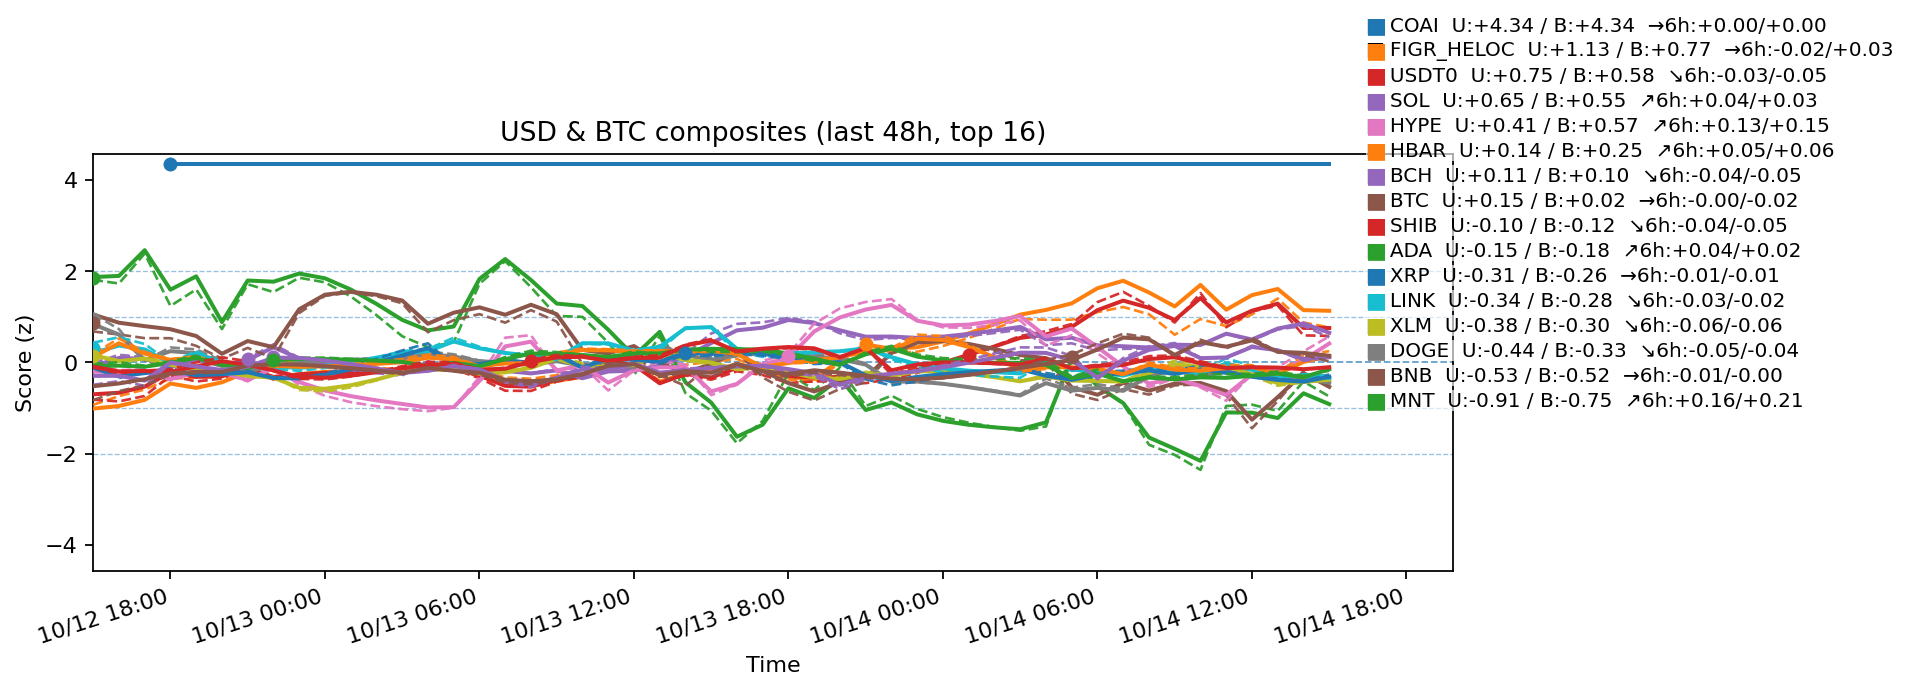 COAI U:+4.34 / B:+4.34 →6h:+0.00/+0.00
FIGR_HELOC U:+1.13 / B:+0.77 →6h:-0.02/+0.03
USDT0 U:+0.75 / B:+0.58 ↘6h:-0.03/-0.05
SOL U:+0.65 / B:+0.55 ↗6h:+0.04/+0.03
HYPE U:+0.41 / B:+0.57 ↗6h:+0.13/+0.15
HBAR U:+0.14 / B:+0.25 ↗6h:+0.05/+0.06
BCH U:+0.11 / B:+0.10 ↘6h:-0.04/-0.05
BTC U:+0.15 / B:+0.02 →6h:-0.00/-0.02
SHIB U:-0.10 / B:-0.12 ↘6h:-0.04/-0.05
ADA U:-0.15 / B:-0.18 ↗6h:+0.04/+0.02
XRP U:-0.31 / B:-0.26 →6h:-0.01/-0.01
LINK U:-0.34 / B:-0.28 ↘6h:-0.03/-0.02
XLM U:-0.38 / B:-0.30 ↘6h:-0.06/-0.06
DOGE U:-0.44 / B:-0.33 ↘6h:-0.05/-0.04
BNB U:-0.53 / B:-0.52 →6h:-0.01/-0.00
MNT U:-0.91 / B:-0.75 ↗6h:+0.16/+0.21
USD & BTC composites (last 48h, top 16)
Score (z)
4
2
0
−2
−4
10/12 18:00
10/13 00:00
10/13 06:00
10/13 12:00
10/13 18:00
10/14 00:00
10/14 06:00
10/14 12:00
10/14 18:00
Time